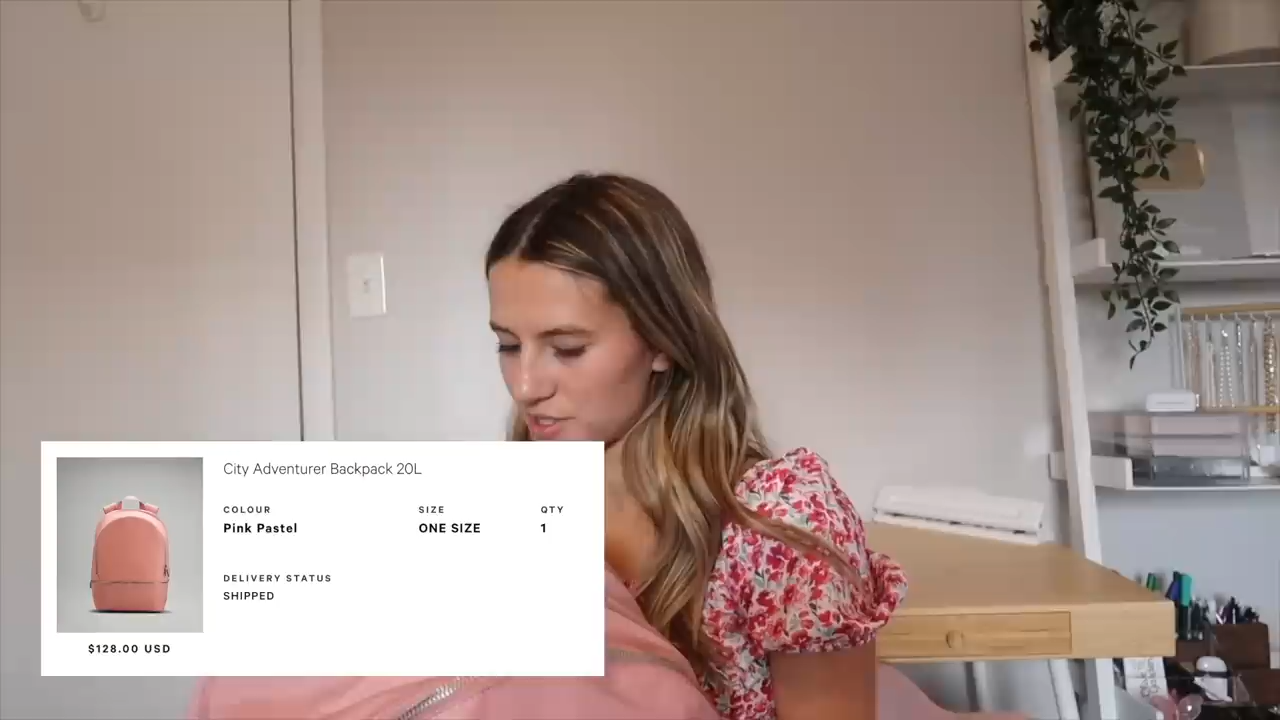 City Adventurer Backpack 20L
COLOUR SIZE QTY
Pink Pastel ONE SIZE 1
DELIVERY STATUS
SHIPPED
$128.00 USD